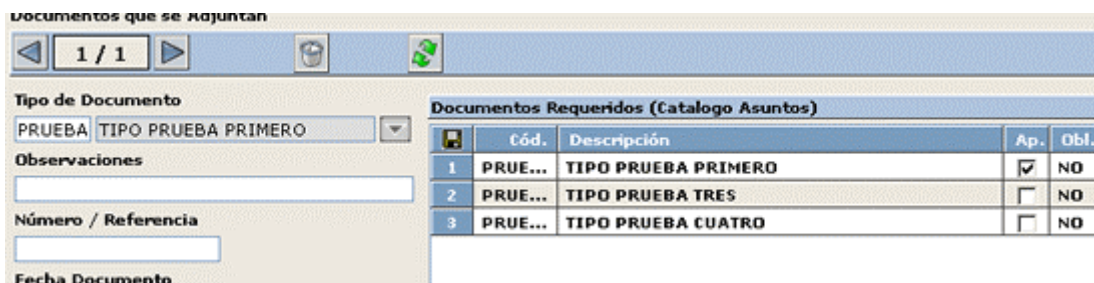 Documentos que se Adjuntan
1 / 1
Tipo de Documento
PRUEBA TIPO PRUEBA PRIMERO
Observaciones
Número / Referencia
Fecha Documento
Documentos Requeridos (Catalogo Asuntos)
Cód. Descripción Ap. Obl.
1 PRUE... TIPO PRUEBA PRIMERO NO
2 PRUE... TIPO PRUEBA TRES NO
3 PRUE... TIPO PRUEBA CUATRO NO